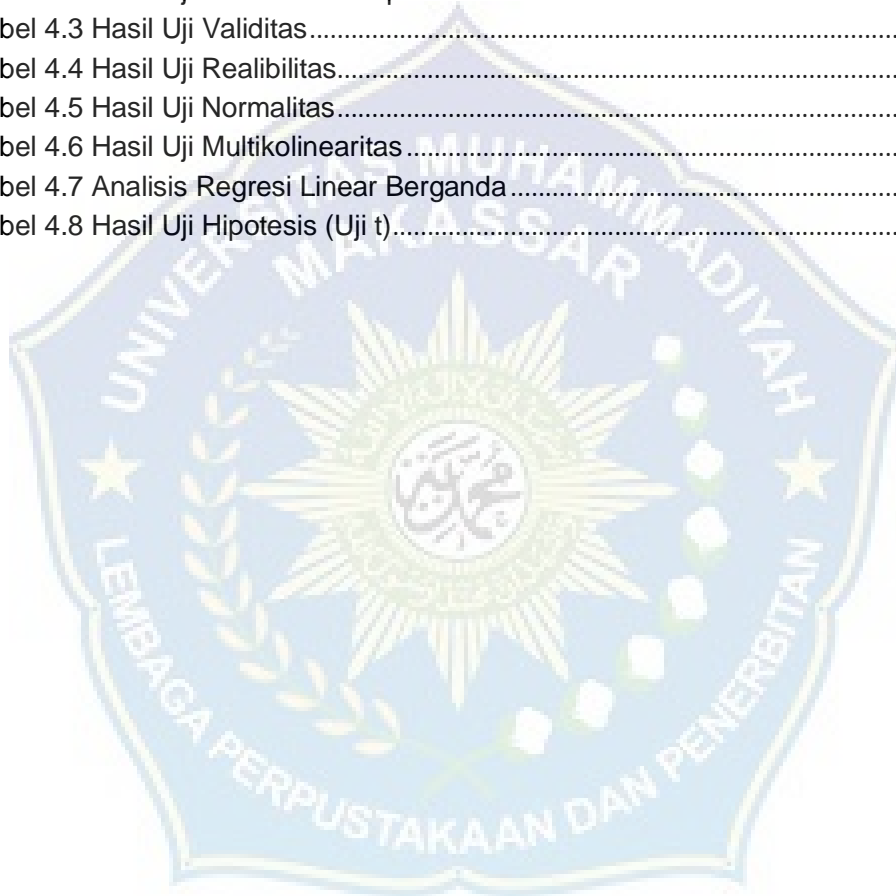 bel 4.3 Hasil Uji Validitas
bel 4.4 Hasil Uji Realibilitas
bel 4.5 Hasil Uji Normalitas
bel 4.6 Hasil Uji Multikolinearitas
bel 4.7 Analisis Regresi Linear Berganda
bel 4.8 Hasil Uji Hipotesis (Uji t)
UNIVERSITAS MUHAMMADIYAH
MAKASSAR
محمدية
LEMBAGA PERPUSTAKAAN DAN PENERBITAN